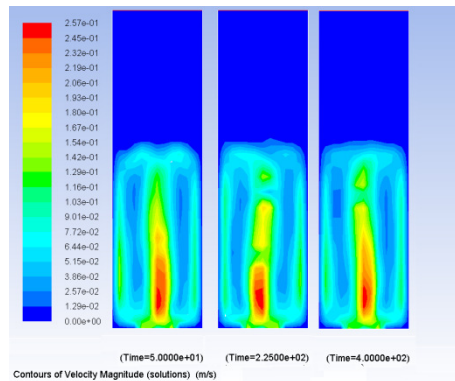 2.57e-01
2.45e-01
2.32e-01
2.19e-01
2.06e-01
1.93e-01
1.80e-01
1.67e-01
1.54e-01
1.42e-01
1.29e-01
1.16e-01
1.03e-01
9.01e-02
7.72e-02
6.44e-02
5.15e-02
3.86e-02
2.57e-02
1.29e-02
0.00e+00
(Time=5.0000e+01) (Time=2.2500e+02) (Time=4.0000e+02)
Contours of Velocity Magnitude (solutions) (m/s)